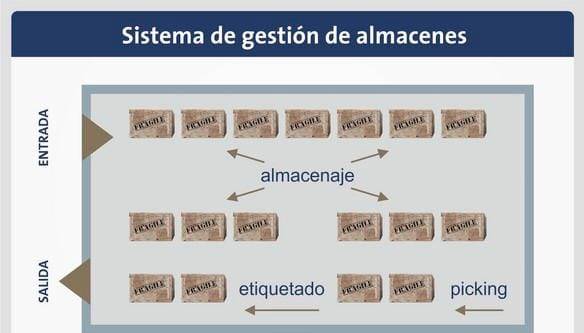 Sistema de gestión de almacenes
ENTRADA
FRAGILE FRAGILE FRAGILE FRAGILE FRAGILE FRAGILE FRAGILE
almacenaje
FRAGILE FRAGILE FRAGILE FRAGILE FRAGILE FRAGILE
SALIDA
FRAGILE FRAGILE etiquetado FRAGILE FRAGILE picking